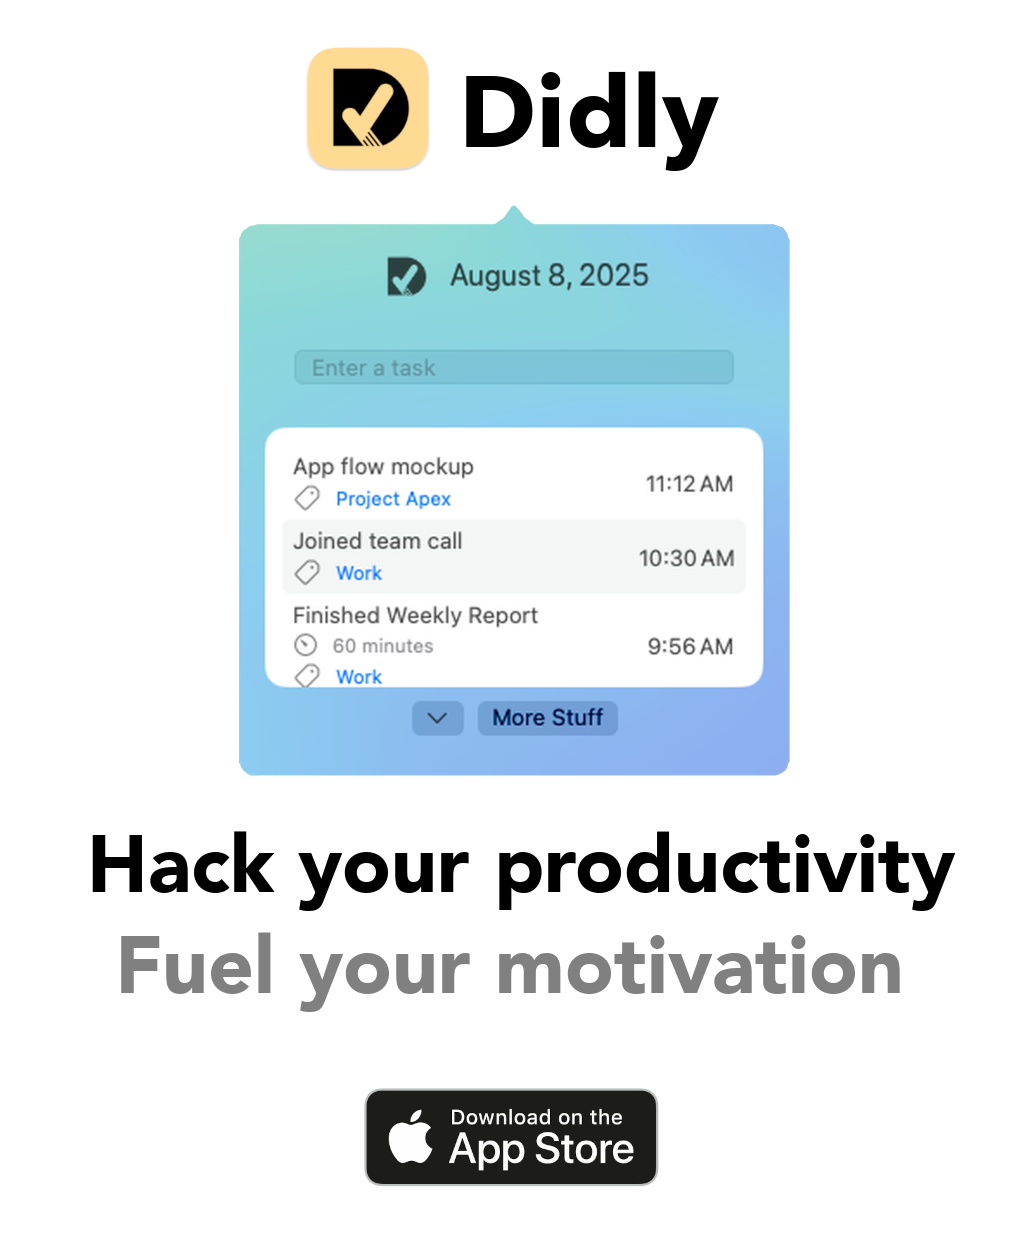 Didly
August 8, 2025
Enter a task
App flow mockup
11:12 AM
Project Apex
Joined team call
10:30 AM
Work
Finished Weekly Report
60 minutes
9:56 AM
Work
More Stuff
Hack your productivity
Fuel your motivation
Download on the
App Store